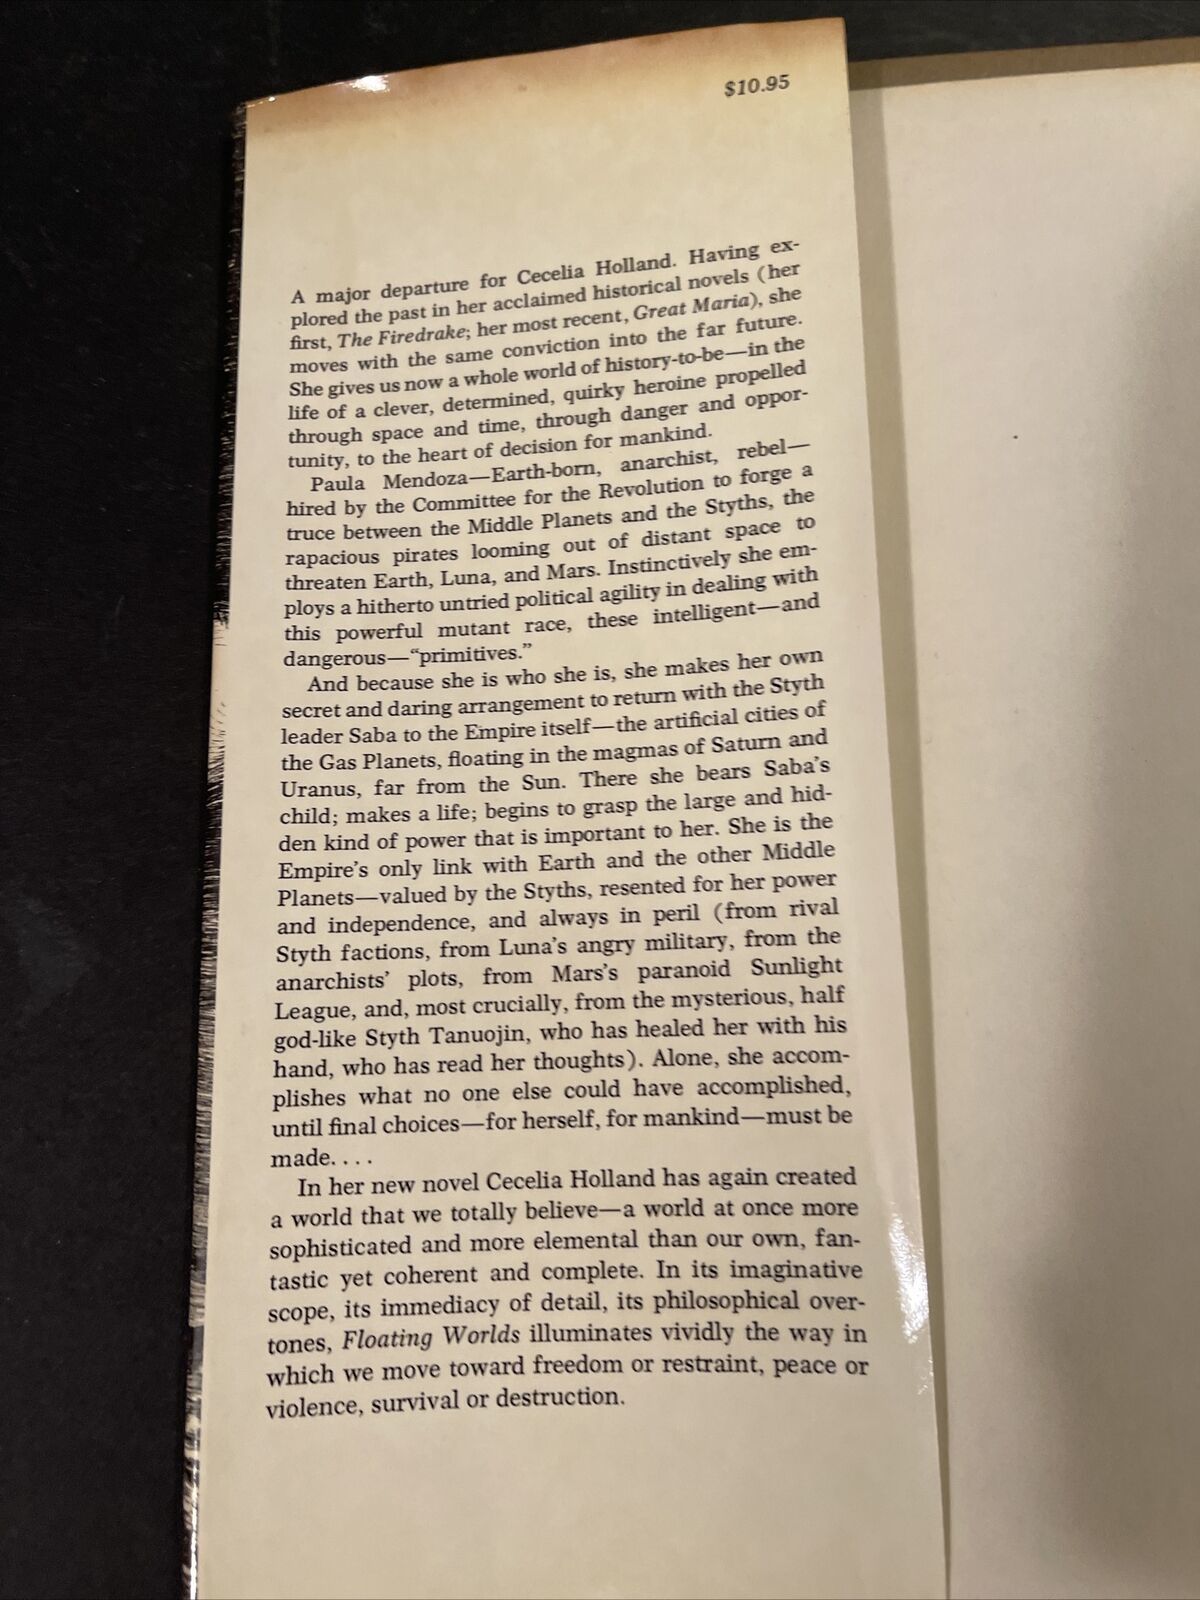 $10.95
A major departure for Cecelia Holland. Having ex-
plored the past in her acclaimed historical novels (her
first, The Firedrake; her most recent, Great Maria), she
moves with the same conviction into the far future.
She gives us now a whole world of history-to-be—in the
life of a clever, determined, quirky heroine propelled
through space and time, through danger and oppor-
tunity, to the heart of decision for mankind.
Paula Mendoza—Earth-born, anarchist, rebel—
hired by the Committee for the Revolution to forge a
truce between the Middle Planets and the Styths, the
rapacious pirates looming out of distant space to
threaten Earth, Luna, and Mars. Instinctively she em-
ploys a hitherto untried political agility in dealing with
this powerful mutant race, these intelligent—and
dangerous—“primitives.”
And because she is who she is, she makes her own
secret and daring arrangement to return with the Styth
leader Saba to the Empire itself—the artificial cities of
the Gas Planets, floating in the magmas of Saturn and
Uranus, far from the Sun. There she bears Saba’s
child; makes a life; begins to grasp the large and hid-
den kind of power that is important to her. She is the
Empire’s only link with Earth and the other Middle
Planets—valued by the Styths, resented for her power
and independence, and always in peril (from rival
Styth factions, from Luna’s angry military, from the
anarchists’ plots, from Mars’s paranoid Sunlight
League, and, most crucially, from the mysterious, half
god-like Styth Tanuojin, who has healed her with his
hand, who has read her thoughts). Alone, she accom-
plishes what no one else could have accomplished,
until final choices—for herself, for mankind—must be
made. . . .
In her new novel Cecelia Holland has again created
a world that we totally believe—a world at once more
sophisticated and more elemental than our own, fan-
tastic yet coherent and complete. In its imaginative
scope, its immediacy of detail, its philosophical over-
tones, Floating Worlds illuminates vividly the way in
which we move toward freedom or restraint, peace or
violence, survival or destruction.